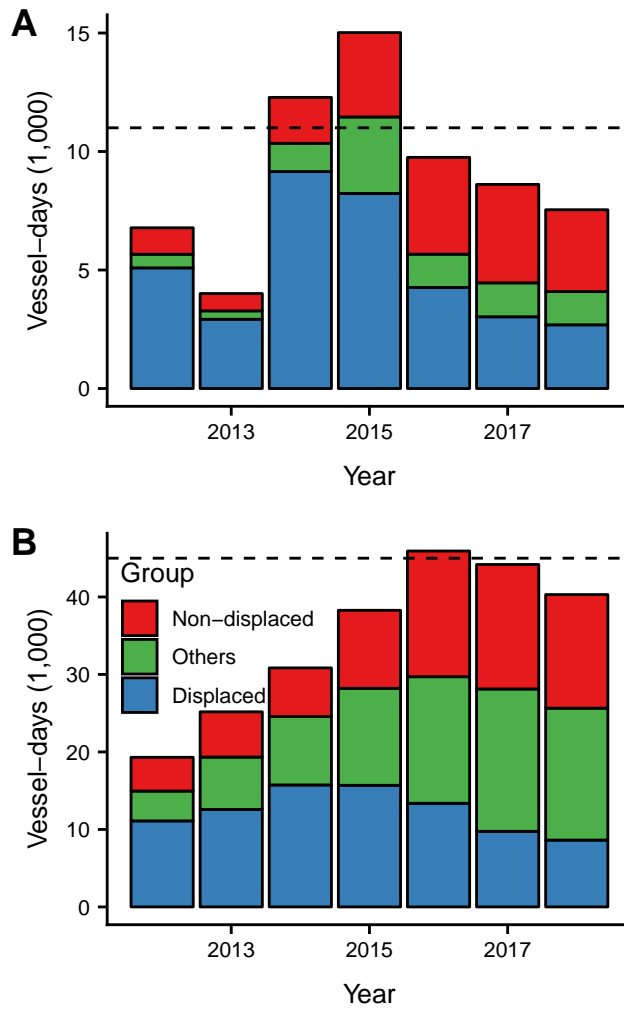 A
Vessel−days (1,000)
15
10
5
0
2013 2015 2017
Year
B
Vessel−days (1,000)
40
30
20
10
0
Group
Non−displaced
Others
Displaced
2013 2015 2017
Year